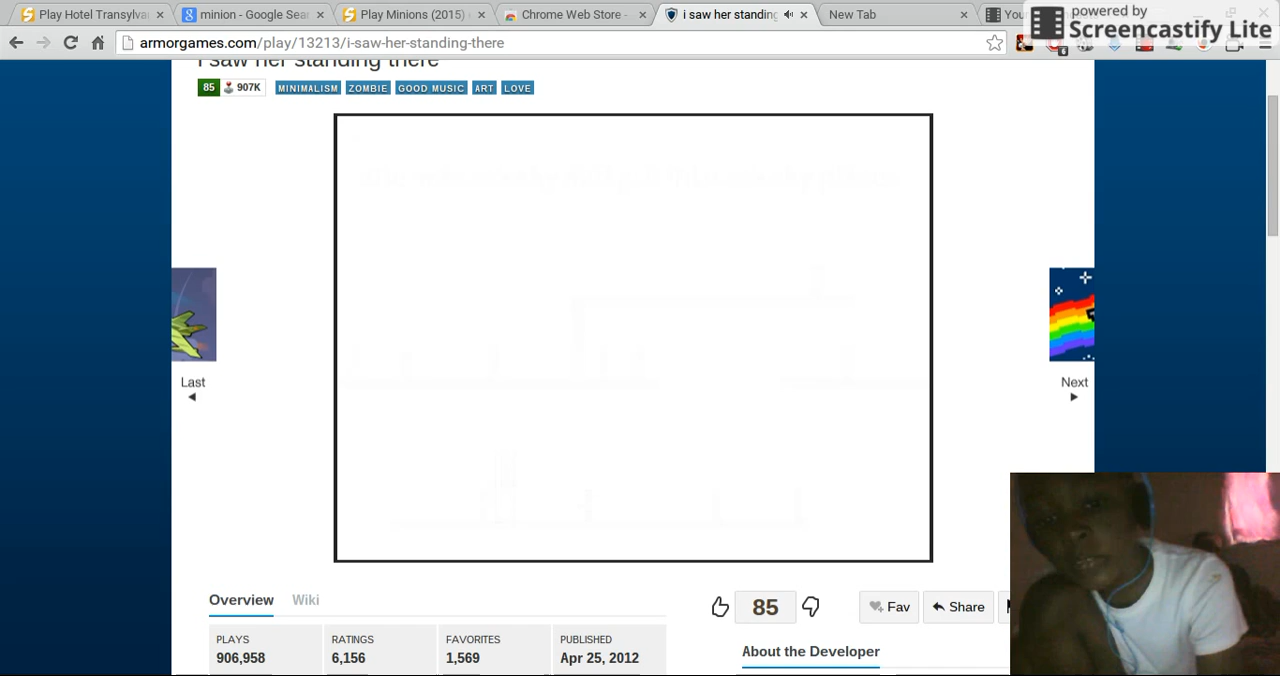 Play Hotel Transylva
minion - Google Sea
Play Minions (2015)
Chrome Web Store -
i saw her standing
New Tab
You
powered by
Screencastify Lite
armorgames.com/play/13213/i-saw-her-standing-there
i saw her standing there
85 907K MINIMALISM ZOMBIE GOOD MUSIC ART LOVE
Last
Next
Overview Wiki
85
Fav
Share
PLAYS RATINGS FAVORITES PUBLISHED
906,958 6,156 1,569 Apr 25, 2012
About the Developer